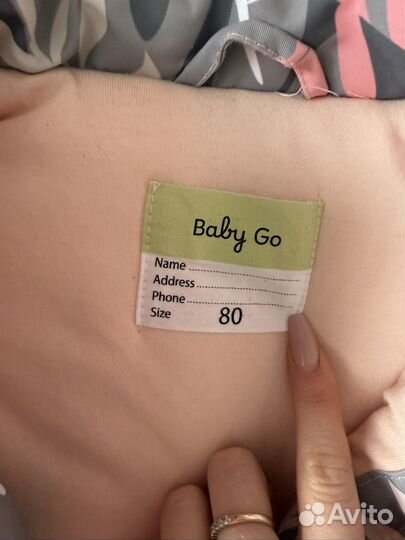 Baby Go
Name
Address
Phone
Size 80
Avito